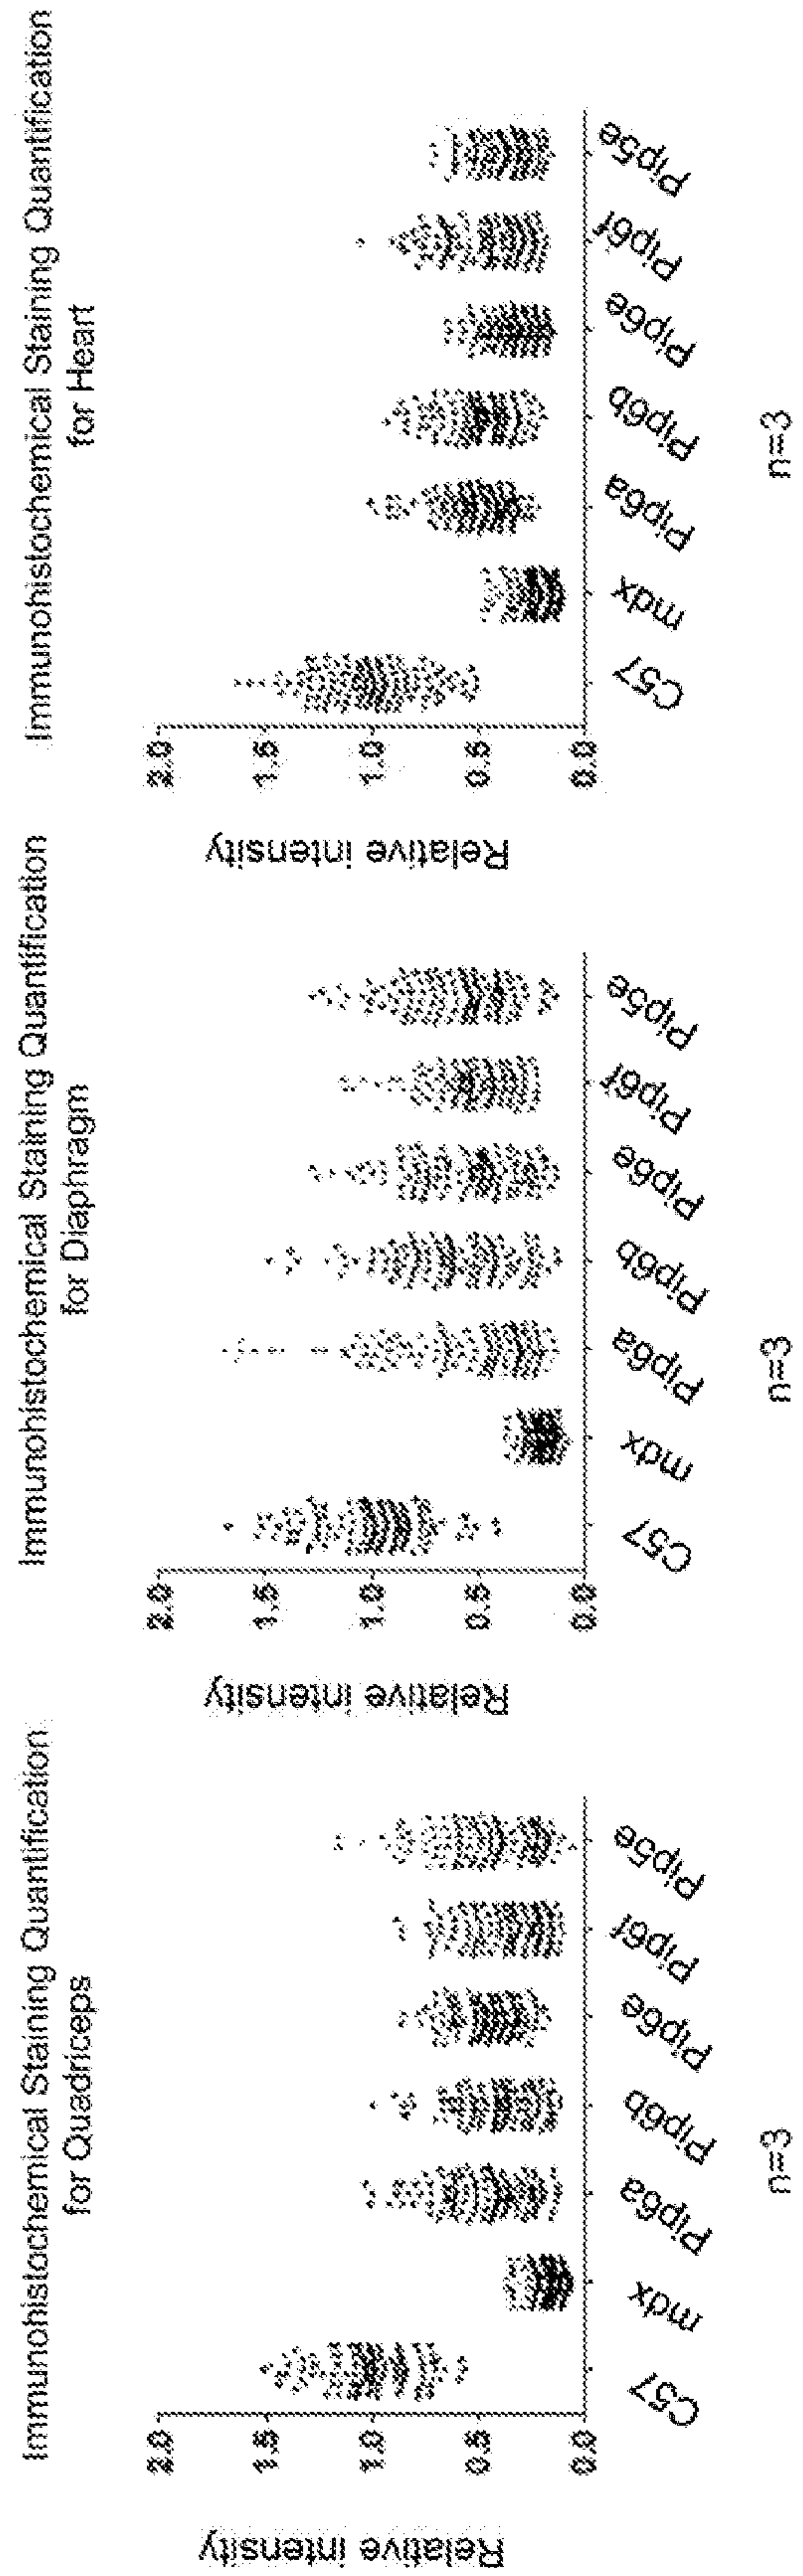 Immunohistochemical Staining Quantification
for Quadriceps
Relative intensity
2.0
1.5
1.0
0.5
0.0
C57
mdx
Pip6a
Pip6b
Pip6e
Pip6f
Pip5e
n=3
Immunohistochemical Staining Quantification
for Diaphragm
Relative intensity
2.0
1.5
1.0
0.5
0.0
C57
mdx
Pip6a
Pip6b
Pip6e
Pip6f
Pip5e
n=3
Immunohistochemical Staining Quantification
for Heart
Relative intensity
2.0
1.5
1.0
0.5
0.0
C57
mdx
Pip6a
Pip6b
Pip6e
Pip6f
Pip5e
n=3